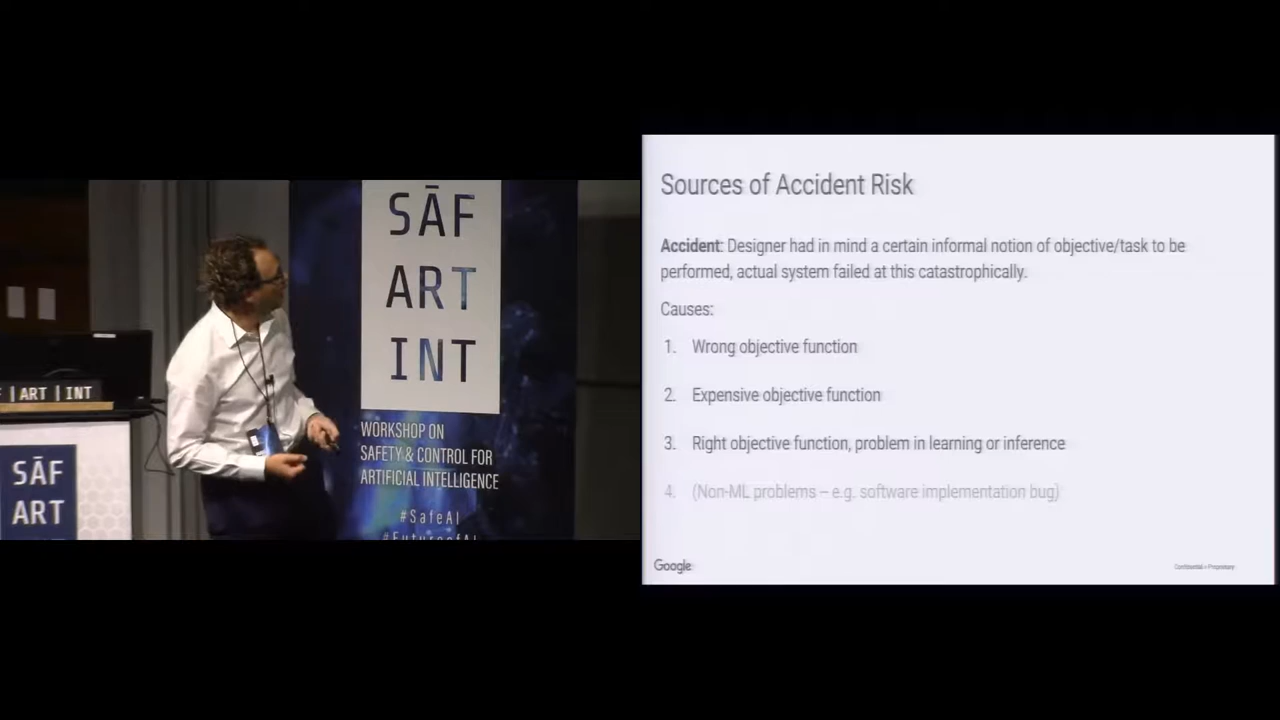 SĀF
ART
INT
WORKSHOP ON
SAFETY & CONTROL FOR
ARTIFICIAL INTELLIGENCE
#SafeAI
#FutureofAI
| ART | INT
SĀF
ART
Sources of Accident Risk
Accident: Designer had in mind a certain informal notion of objective/task to be
performed, actual system failed at this catastrophically.
Causes:
1. Wrong objective function
2. Expensive objective function
3. Right objective function, problem in learning or inference
4. (Non-ML problems – e.g. software implementation bug)
Google
Confidential + Proprietary